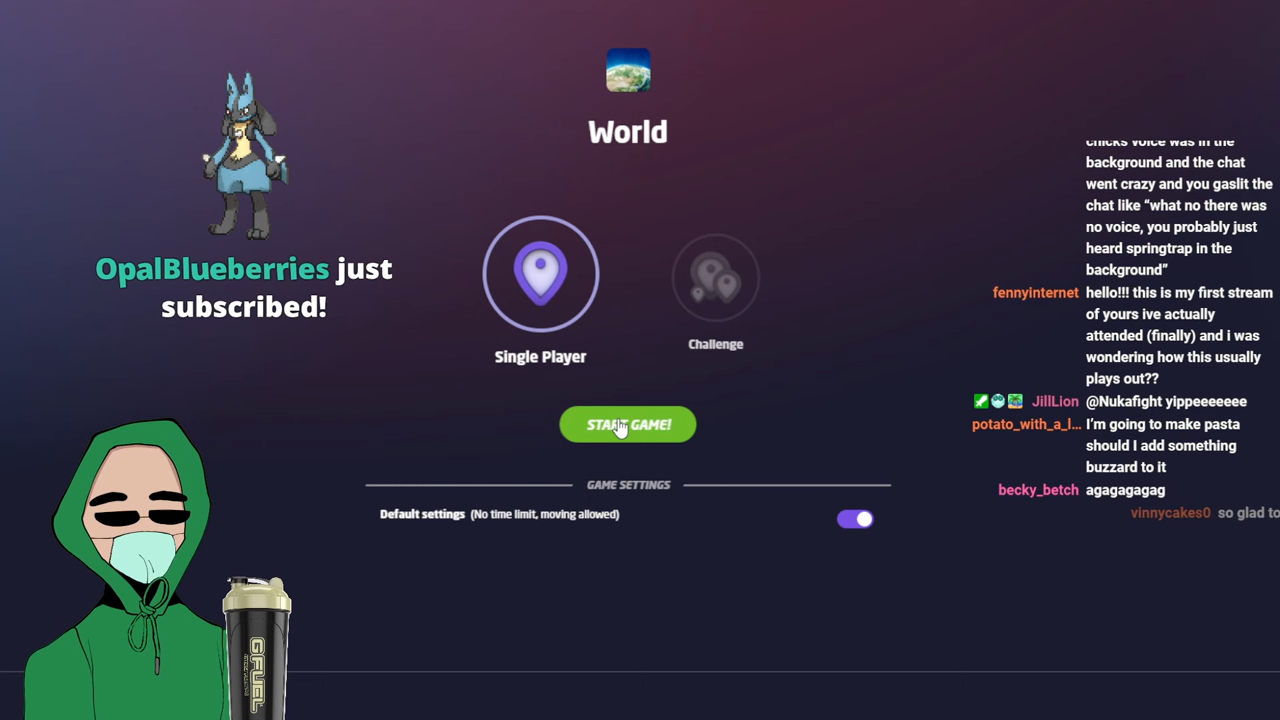 World
OpalBlueberries just
subscribed!
Single Player
Challenge
START GAME!
GAME SETTINGS
Default settings (No time limit, moving allowed)
GFUEL
chicks voice was in the
background and the chat
went crazy and you gaslit the
chat like “what no there was
no voice, you probably just
heard springtrap in the
background”
fennyinternet hello!!! this is my first stream
of yours ive actually
attended (finally) and i was
wondering how this usually
plays out??
JillLion @Nukafight yippeeeeeee
potato_with_a_l... I’m going to make pasta
should I add something
buzzard to it
becky_betch agagagagag
vinnycakes0 so glad to